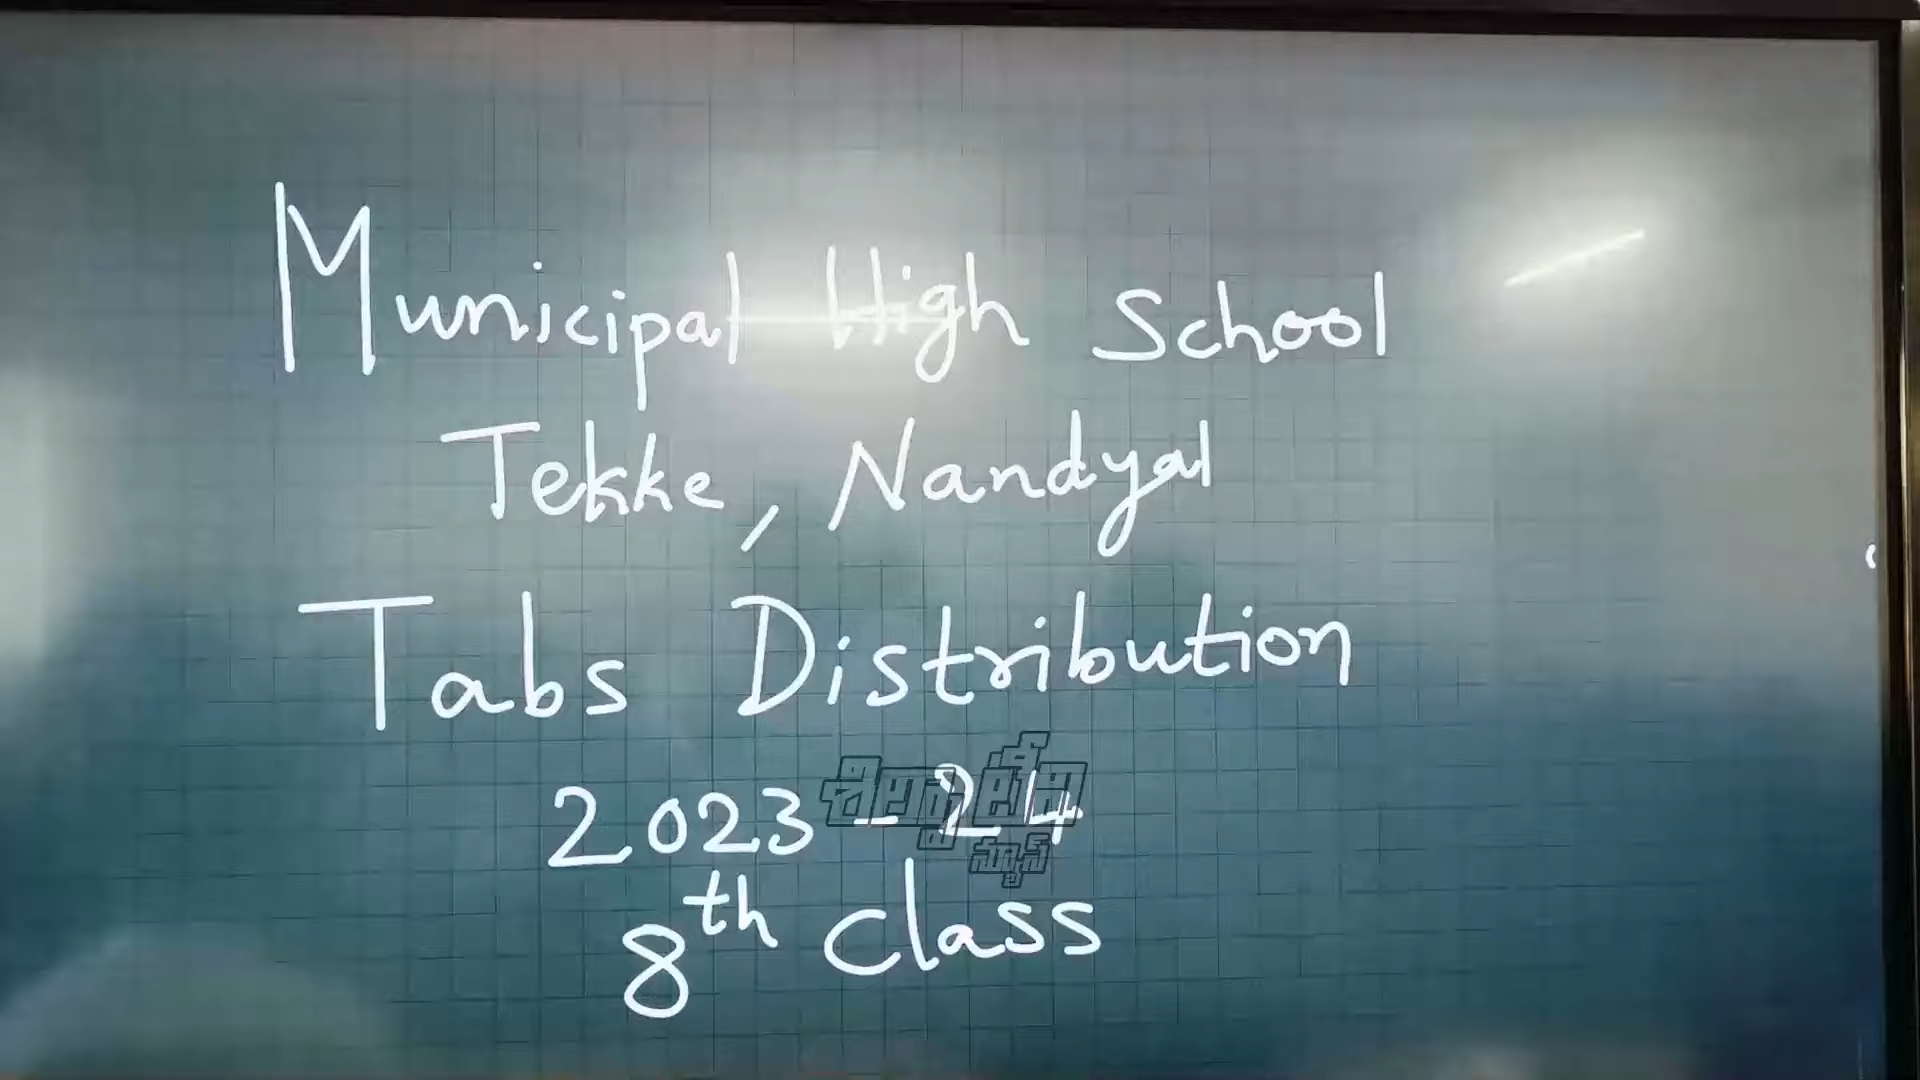 Municipal High School
Tekke, Nandyal
Tabs Distribution
2023-24
8th class
న్యూస్